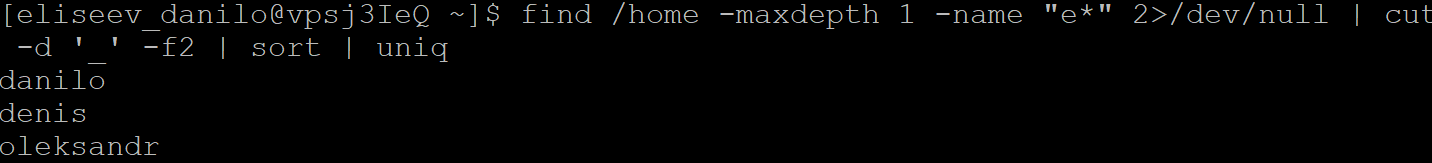 [eliseev_danilo@vpsj3IeQ ~]$ find /home -maxdepth 1 -name "e*" 2>/dev/null | cut
 -d '_' -f2 | sort | uniq
danilo
denis
oleksandr